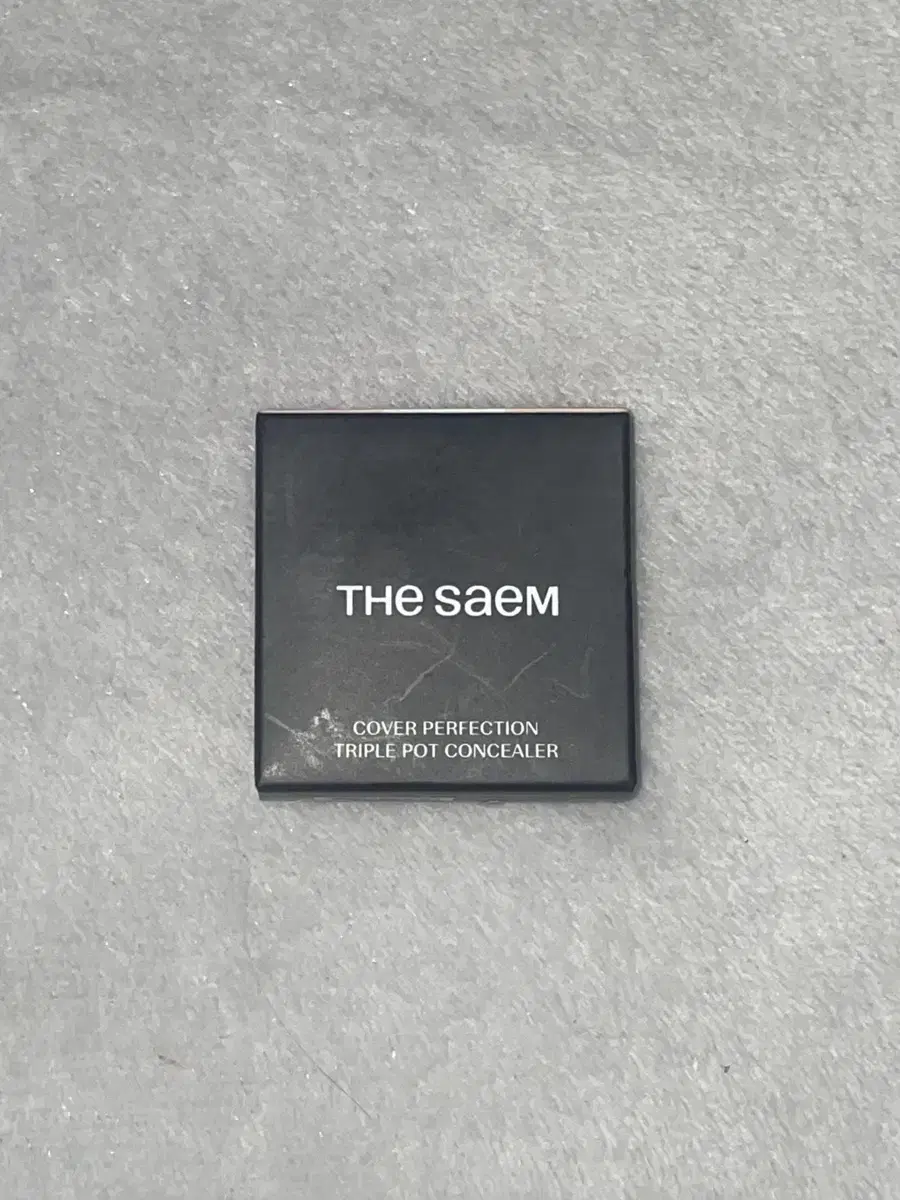 THE SAEM
COVER PERFECTION
TRIPLE POT CONCEALER